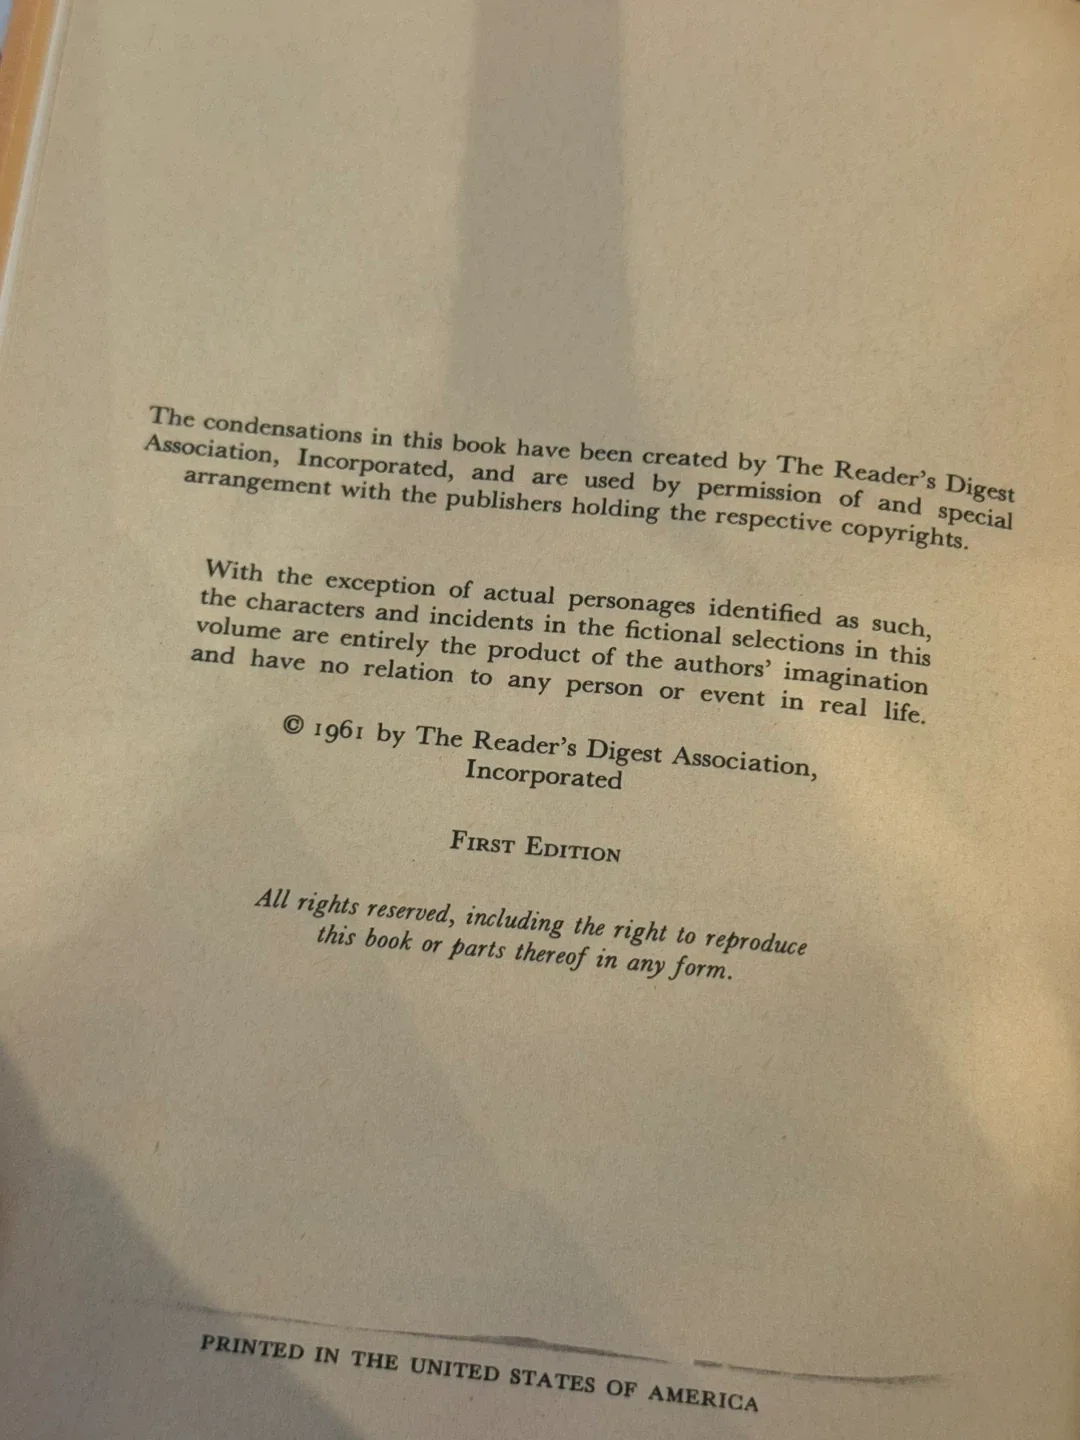 The condensations in this book have been created by The Reader's Digest
Association, Incorporated, and are used by permission of and special
arrangement with the publishers holding the respective copyrights.
With the exception of actual personages identified as such,
the characters and incidents in the fictional selections in this
volume are entirely the product of the authors' imagination
and have no relation to any person or event in real life.
© 1961 by The Reader's Digest Association,
Incorporated
First Edition
All rights reserved, including the right to reproduce
this book or parts thereof in any form.
PRINTED IN THE UNITED STATES OF AMERICA